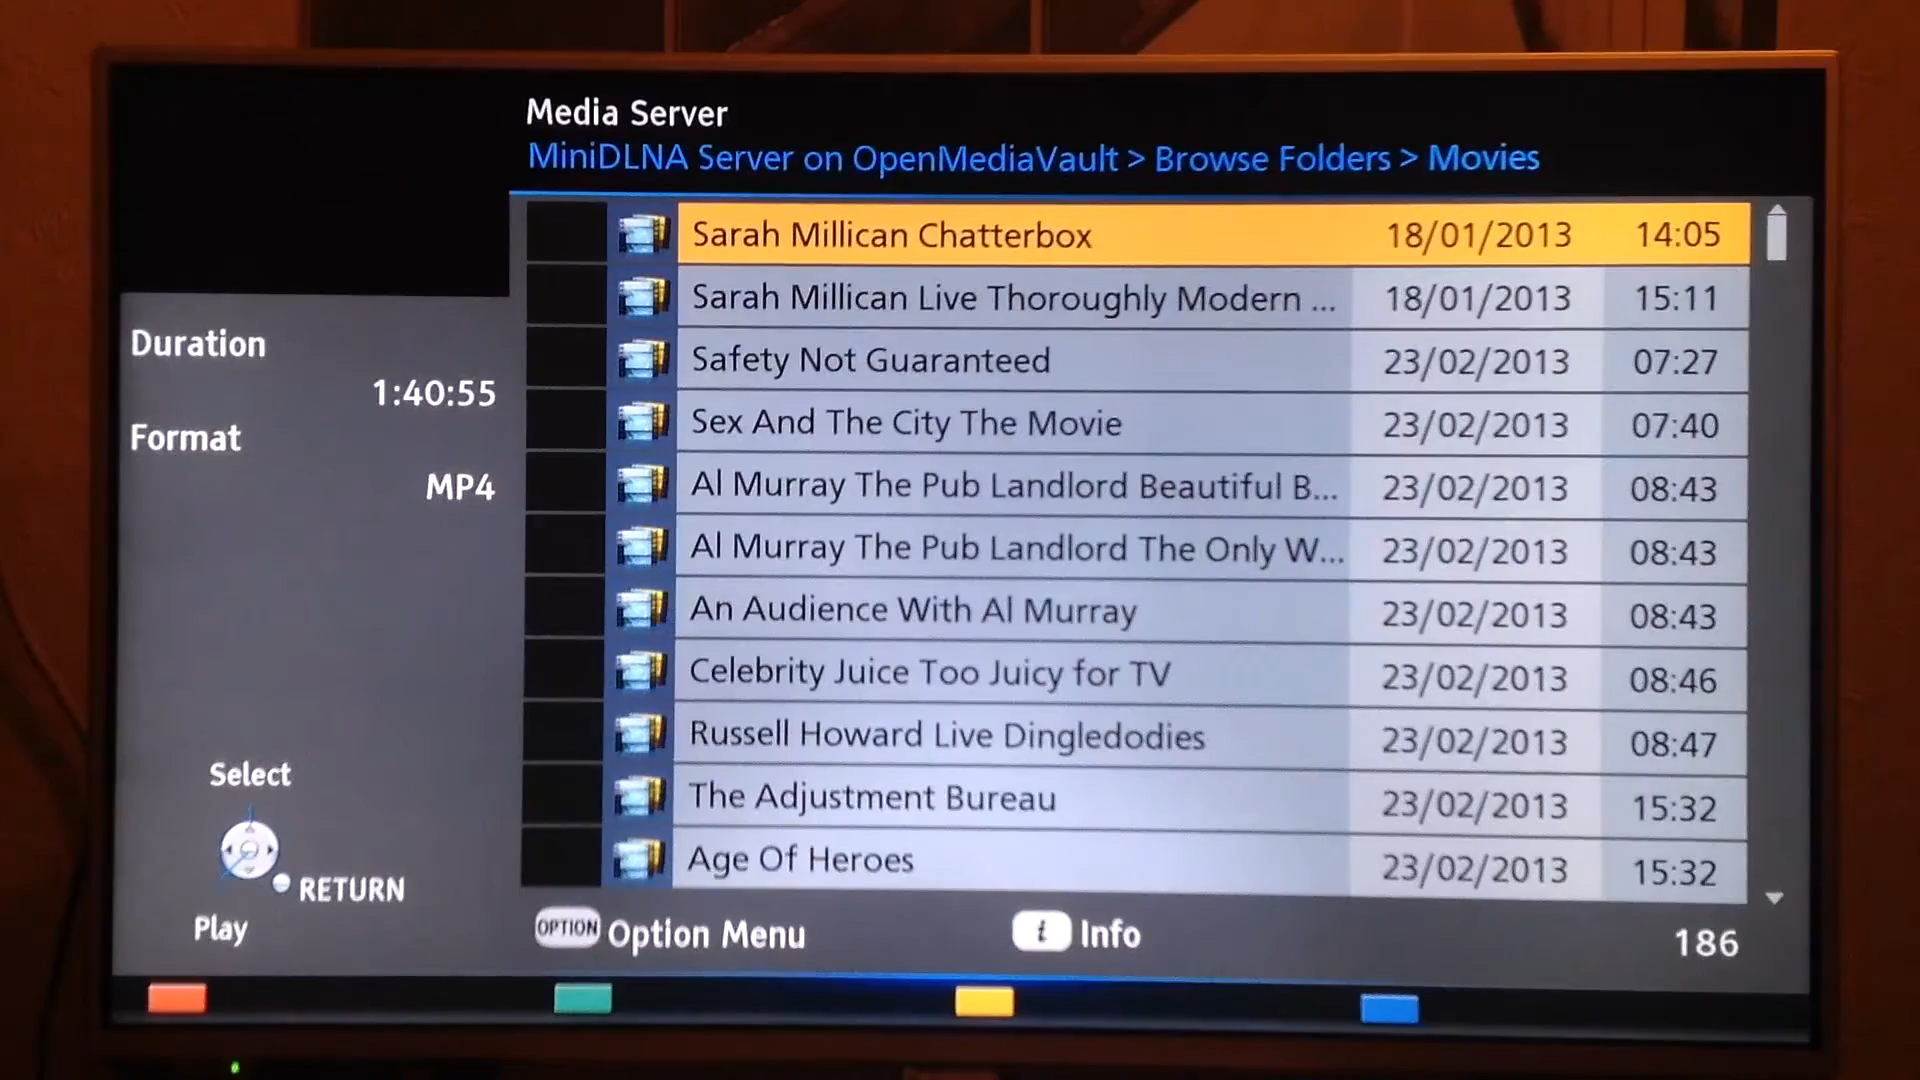 Media Server
MiniDLNA Server on OpenMediaVault > Browse Folders > Movies
Sarah Millican Chatterbox 18/01/2013 14:05
Sarah Millican Live Thoroughly Modern ... 18/01/2013 15:11
Safety Not Guaranteed 23/02/2013 07:27
Sex And The City The Movie 23/02/2013 07:40
Al Murray The Pub Landlord Beautiful B... 23/02/2013 08:43
Al Murray The Pub Landlord The Only W... 23/02/2013 08:43
An Audience With Al Murray 23/02/2013 08:43
Celebrity Juice Too Juicy for TV 23/02/2013 08:46
Russell Howard Live Dingledodies 23/02/2013 08:47
The Adjustment Bureau 23/02/2013 15:32
Age Of Heroes 23/02/2013 15:32
Duration
1:40:55
Format
MP4
Select
RETURN
Play
OPTION Option Menu i Info 186